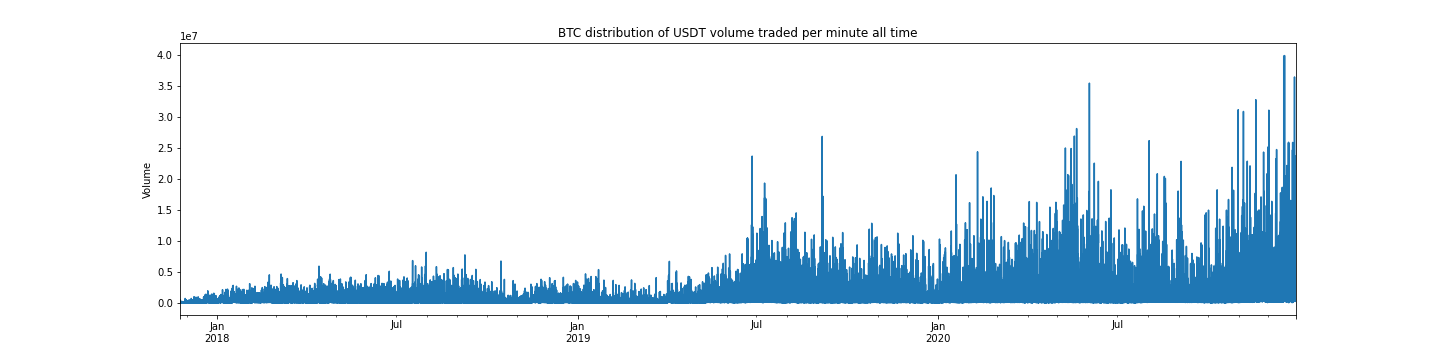 BTC distribution of USDT volume traded per minute all time
1e7
4.0
3.5
3.0
2.5
2.0
1.5
1.0
0.5
0.0
Volume
Jan
2018
Jul
Jan
2019
Jul
Jan
2020
Jul